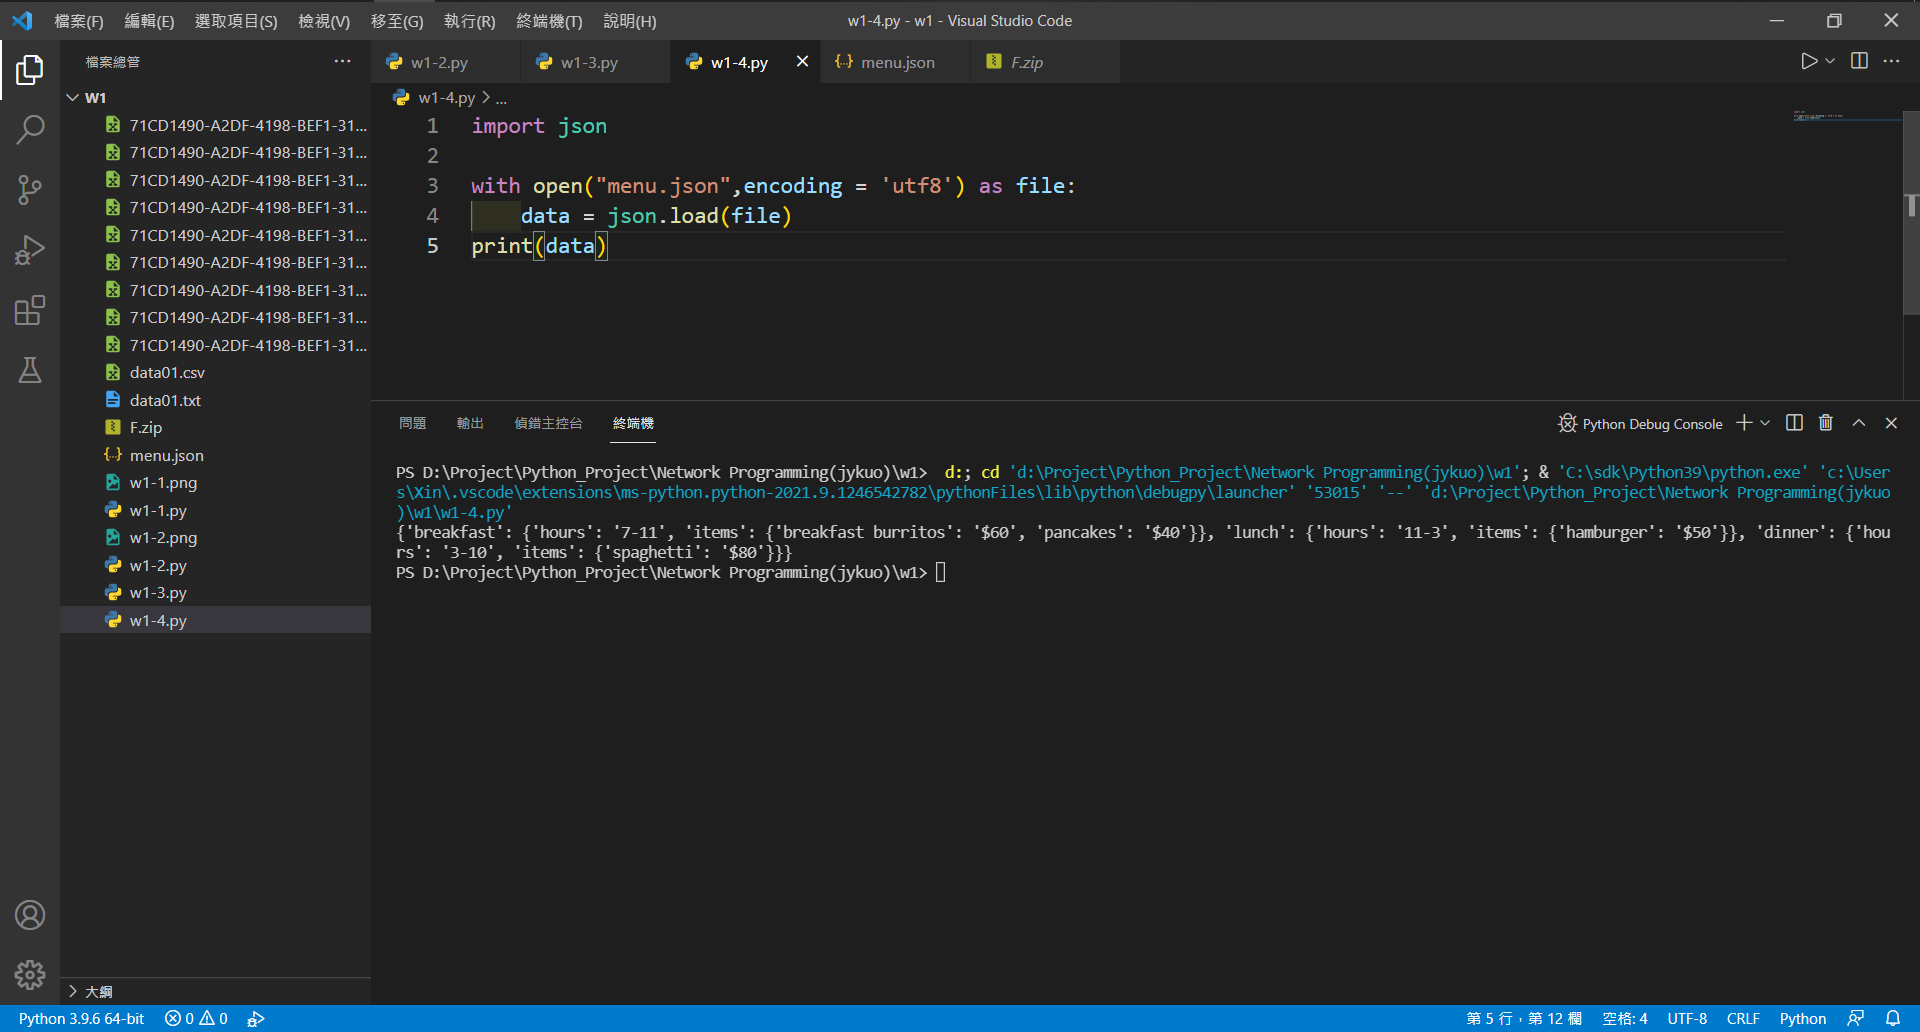 檔案(F) 編輯(E) 選取項目(S) 檢視(V) 移至(G) 執行(R) 終端機(T) 說明(H) w1-4.py - w1 - Visual Studio Code
檔案總管
W1
71CD1490-A2DF-4198-BEF1-31...
71CD1490-A2DF-4198-BEF1-31...
71CD1490-A2DF-4198-BEF1-31...
71CD1490-A2DF-4198-BEF1-31...
71CD1490-A2DF-4198-BEF1-31...
71CD1490-A2DF-4198-BEF1-31...
71CD1490-A2DF-4198-BEF1-31...
71CD1490-A2DF-4198-BEF1-31...
71CD1490-A2DF-4198-BEF1-31...
data01.csv
data01.txt
F.zip
menu.json
w1-1.png
w1-1.py
w1-2.png
w1-2.py
w1-3.py
w1-4.py
大綱
w1-2.py w1-3.py w1-4.py menu.json F.zip
w1-4.py > ...
1 import json
2
3 with open("menu.json",encoding = 'utf8') as file:
4     data = json.load(file)
5 print(data)
問題 輸出 偵錯主控台 終端機 Python Debug Console
PS D:\Project\Python_Project\Network Programming(jykuo)\w1>  d:; cd 'd:\Project\Python_Project\Network Programming(jykuo)\w1'; & 'C:\sdk\Python39\python.exe' 'c:\User
s\Xin\.vscode\extensions\ms-python.python-2021.9.1246542782\pythonFiles\lib\python\debugpy\launcher' '53015' '--' 'd:\Project\Python_Project\Network Programming(jykuo
)\w1\w1-4.py'
{'breakfast': {'hours': '7-11', 'items': {'breakfast burritos': '$60', 'pancakes': '$40'}}, 'lunch': {'hours': '11-3', 'items': {'hamburger': '$50'}}, 'dinner': {'hou
rs': '3-10', 'items': {'spaghetti': '$80'}}}
PS D:\Project\Python_Project\Network Programming(jykuo)\w1>
Python 3.9.6 64-bit 0 0 第 5 行，第 12 欄 空格: 4 UTF-8 CRLF Python